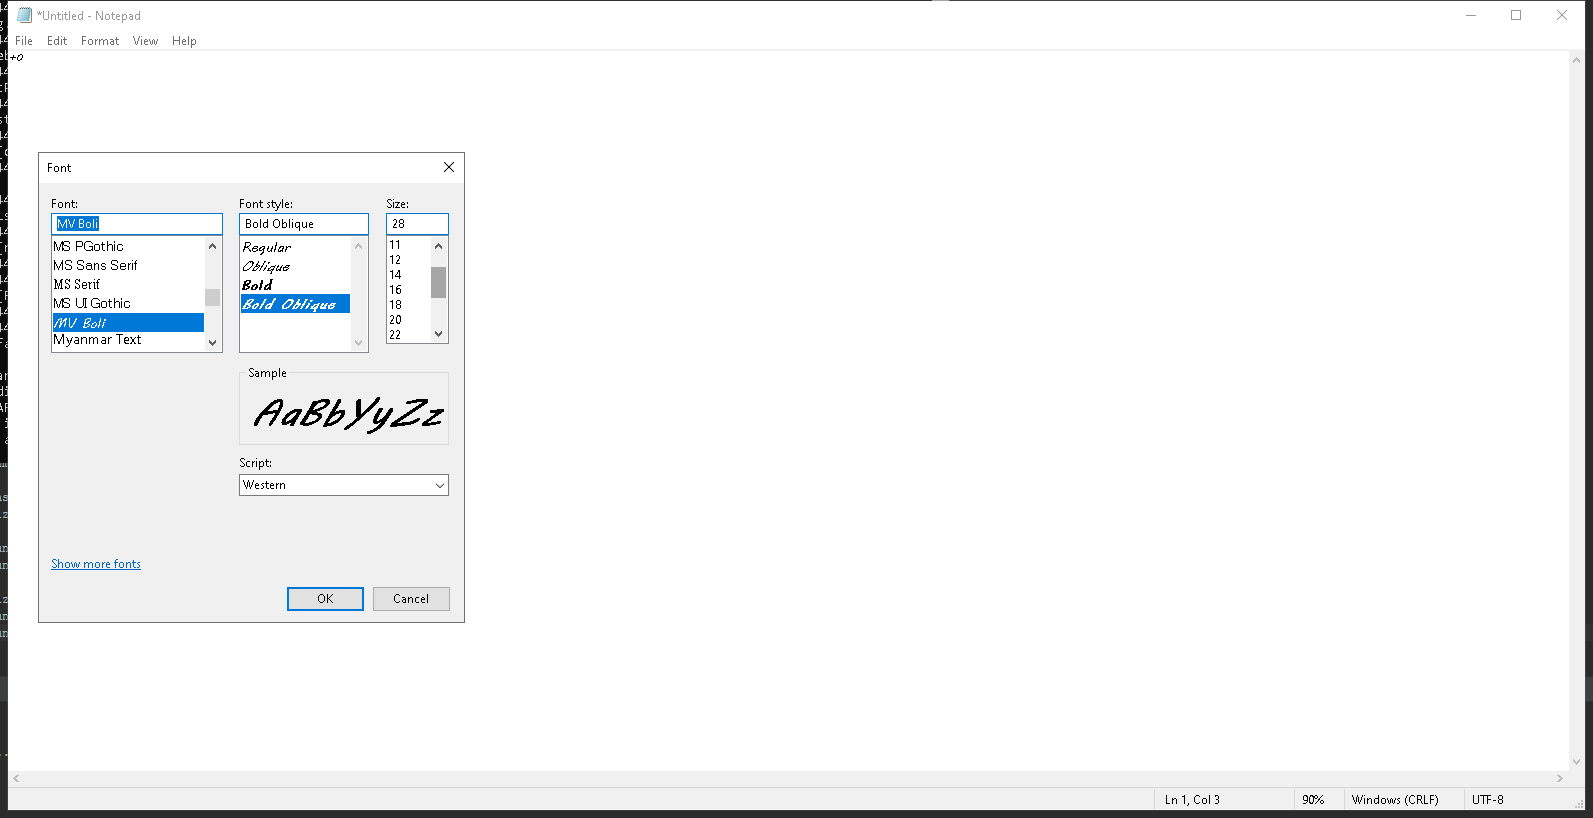 *Untitled - Notepad
File Edit Format View Help
+o
Font
Font: Font style: Size:
MV Boli Bold Oblique 28
MS PGothic
MS Sans Serif
MS Serif
MS UI Gothic
MV Boli
Myanmar Text
Regular
Oblique
Bold
Bold Oblique
11
12
14
16
18
20
22
Sample
AaBbYyZz
Script:
Western
Show more fonts
OK Cancel
Ln 1, Col 3 90% Windows (CRLF) UTF-8